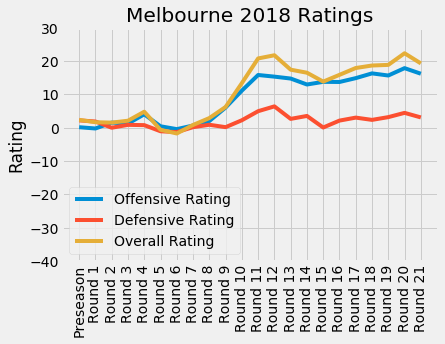 Melbourne 2018 Ratings
30
20
10
0
−10
−20
−30
−40
Rating
Offensive Rating
Defensive Rating
Overall Rating
Preseason
Round 1
Round 2
Round 3
Round 4
Round 5
Round 6
Round 7
Round 8
Round 9
Round 10
Round 11
Round 12
Round 13
Round 14
Round 15
Round 16
Round 17
Round 18
Round 19
Round 20
Round 21